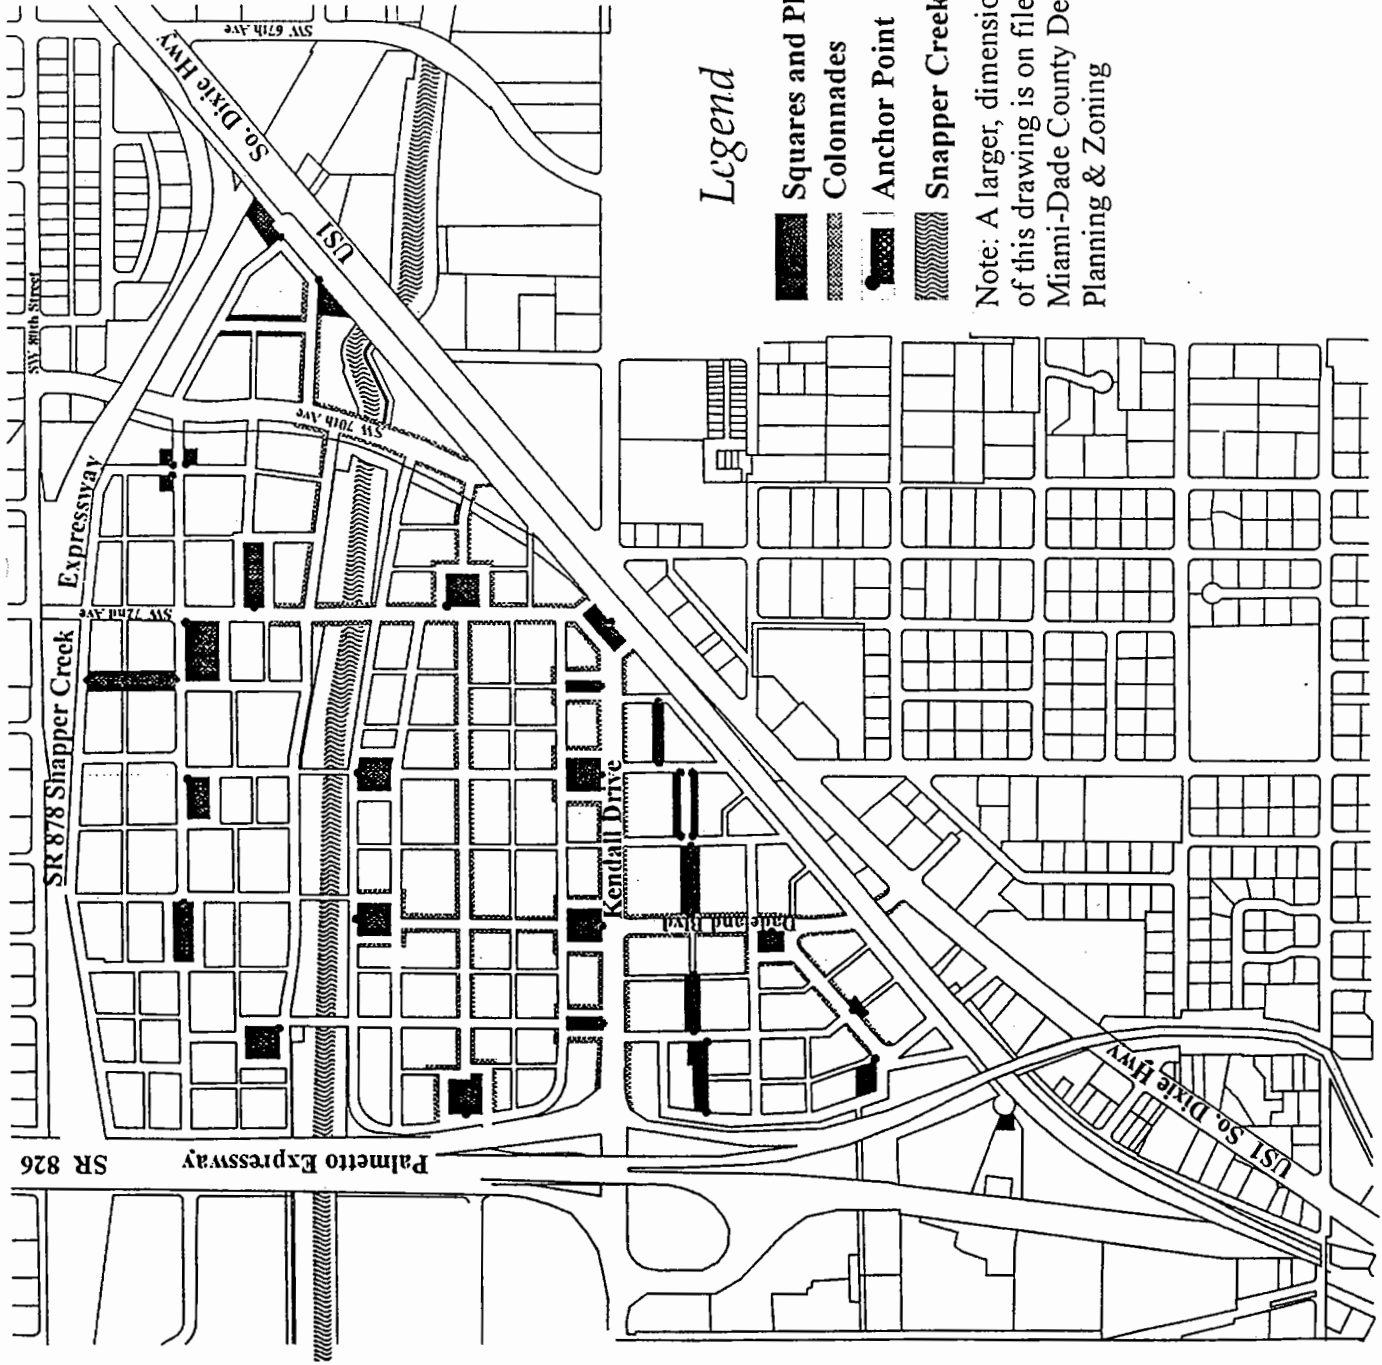 SW 67th Ave
So. Dixie Hwy
US1
SW 80th Street
SW 70th Ave
Expressway
SW 72nd Ave
SR 878 Snapper Creek
Kendall Drive
Dadeland Blvd
US1 So. Dixie Hwy
Palmetto Expressway
SR 826
Legend
Squares and Pl
Colonnades
Anchor Point
Snapper Creek
Note: A larger, dimensio
of this drawing is on file
Miami-Dade County De
Planning & Zoning